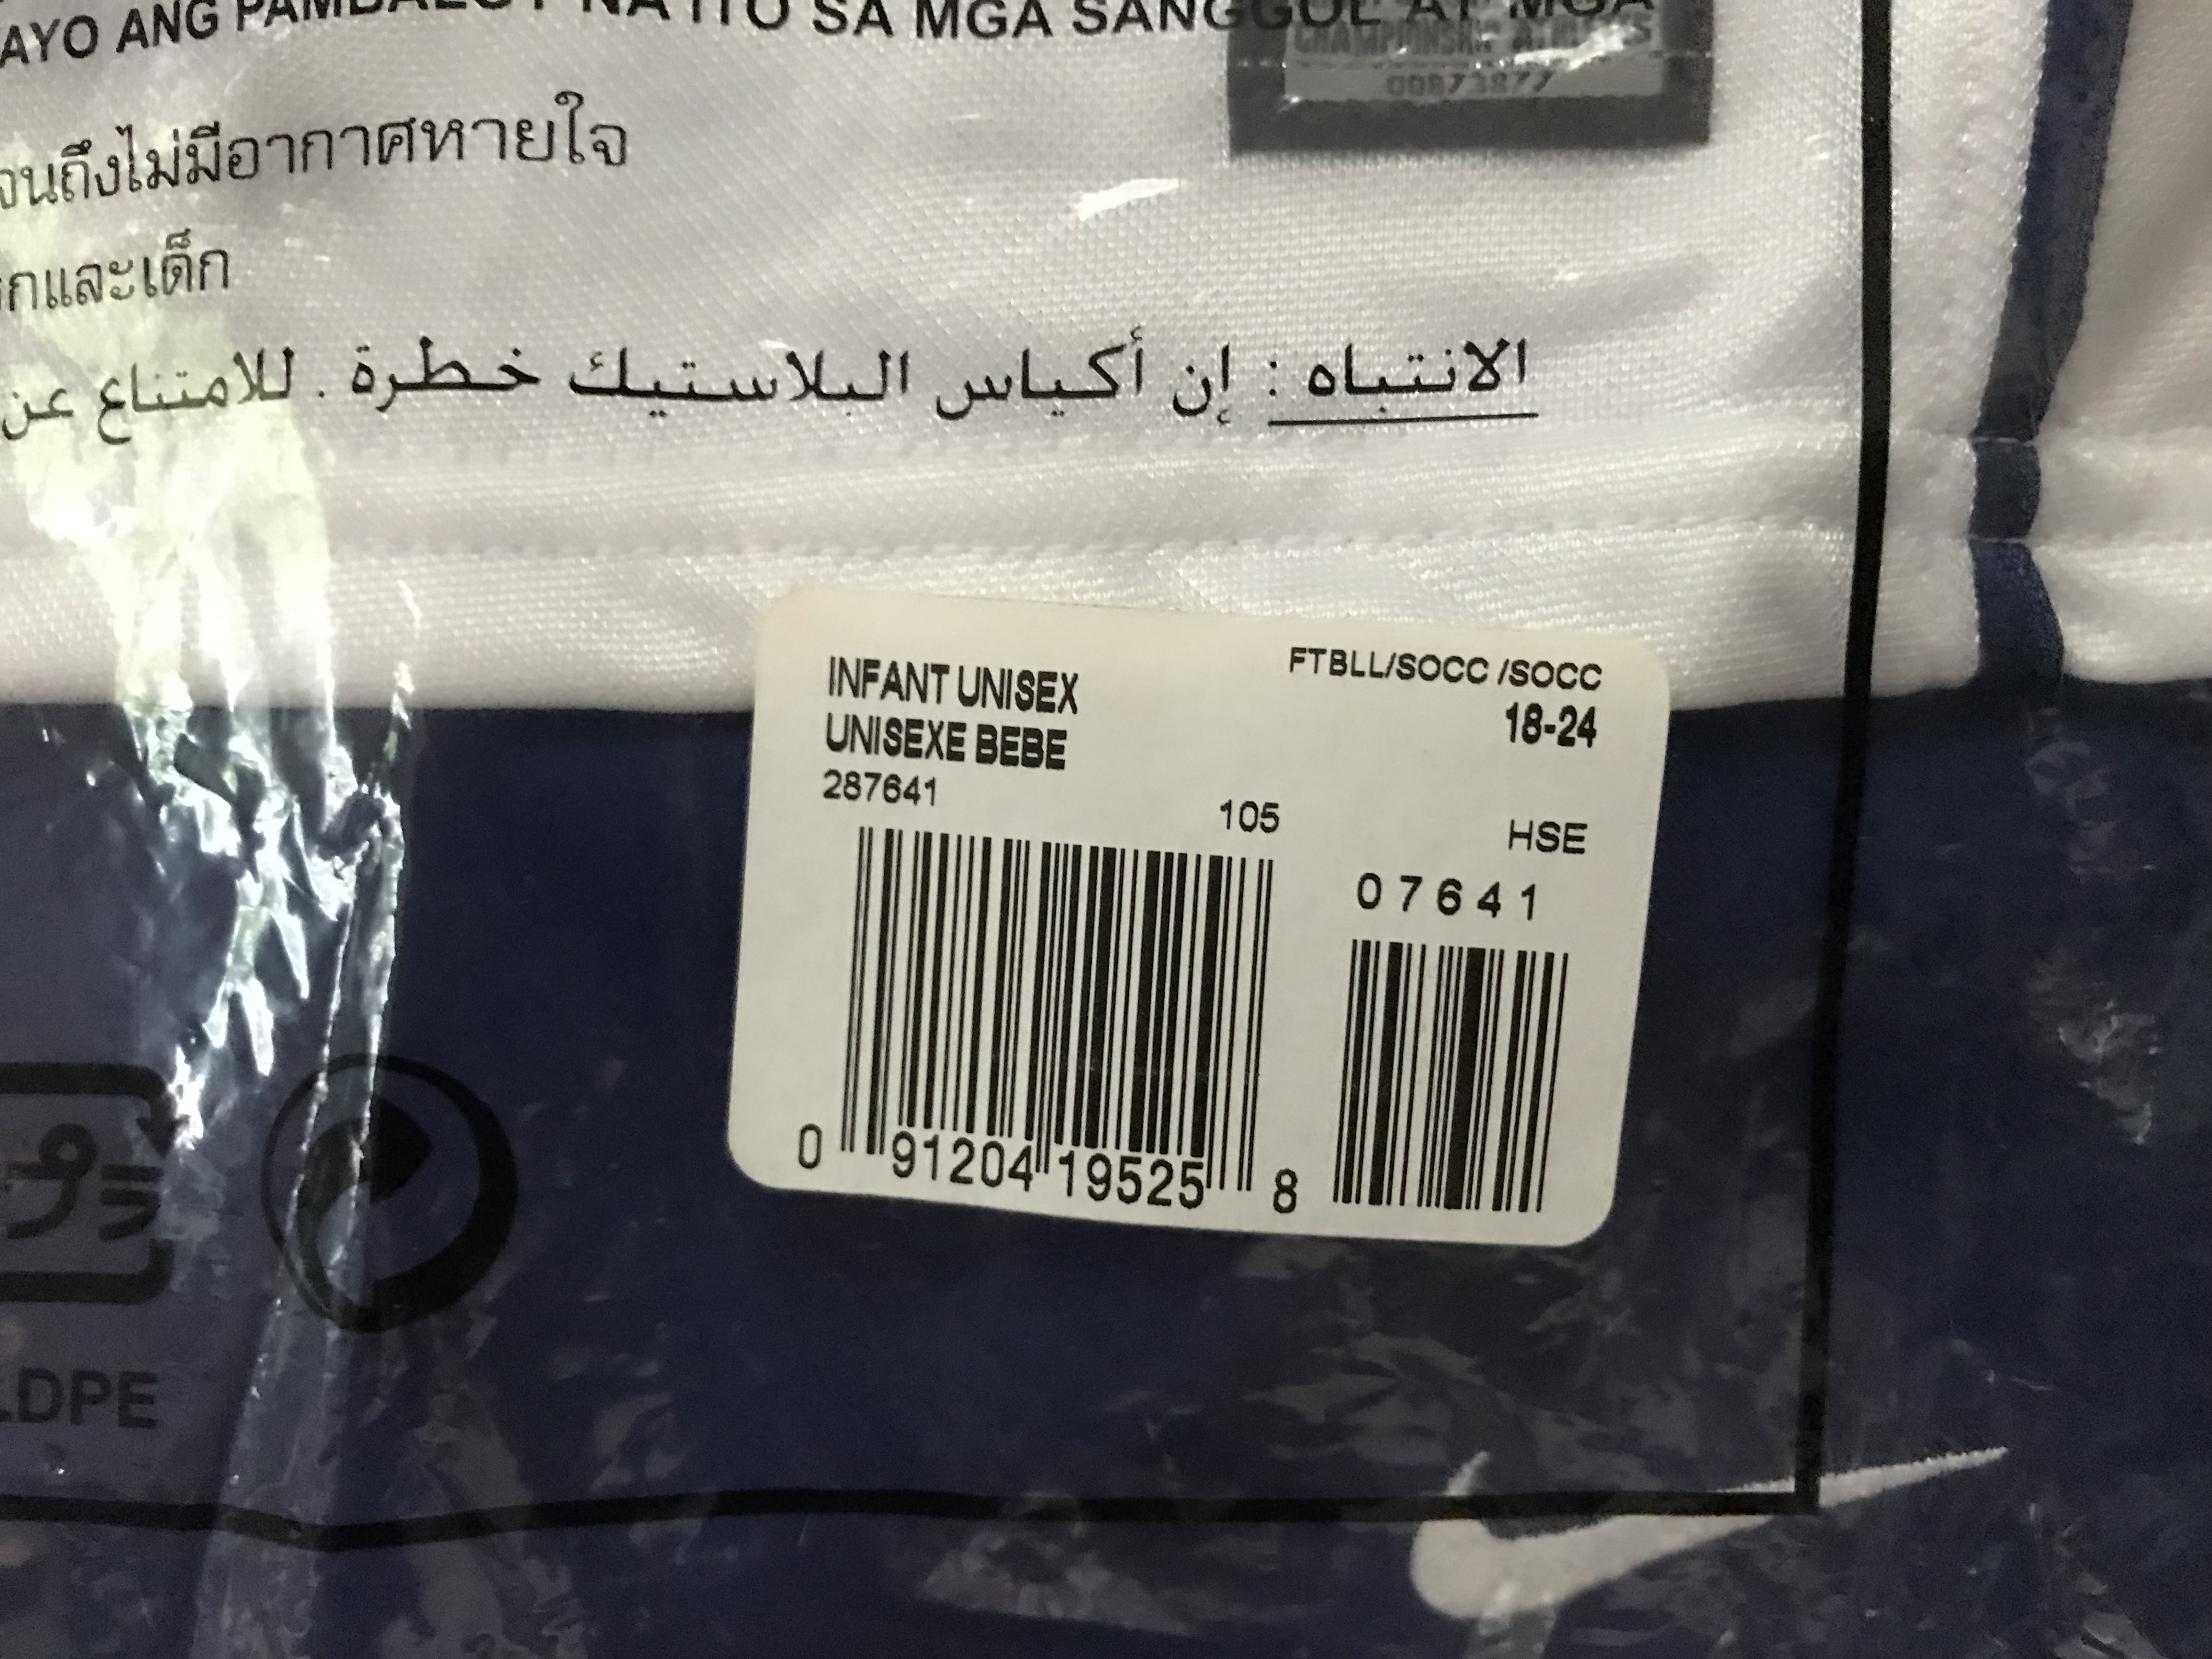 AYO ANG PAMBALOT NA ITO SA MGA SANGGOL AT MGA
CHAMPIONSHIP
00873877
จนถึงไม่มีอากาศหายใจ
กและเด็ก
الانتباه : إن أكياس البلاستيك خطرة . للامتناع عن
INFANT UNISEX
UNISEXE BEBE
287641
105
FTBLL/SOCC /SOCC
18-24
HSE
07641
0 91204 19525 8
LDPE